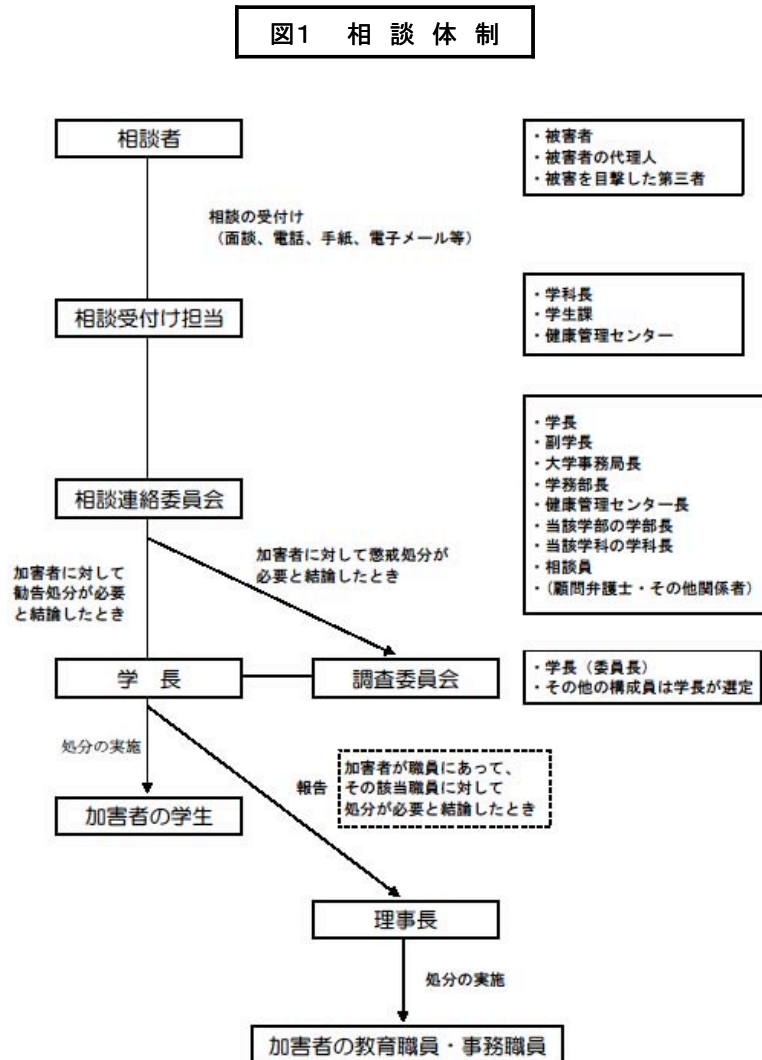 図1 相 談 体 制
相談者
・被害者
・被害者の代理人
・被害を目撃した第三者
相談の受付け
（面談、電話、手紙、電子メール等）
相談受付け担当
・学科長
・学生課
・健康管理センター
相談連絡委員会
・学長
・副学長
・大学事務局長
・学務部長
・健康管理センター長
・当該学部の学部長
・当該学科の学科長
・相談員
・（顧問弁護士・その他関係者）
加害者に対して
勧告処分が必要
と結論したとき
加害者に対して懲戒処分が
必要と結論したとき
学 長
調査委員会
・学長（委員長）
・その他の構成員は学長が選定
処分の実施
加害者の学生
報告
加害者が職員にあって、
その該当職員に対して
処分が必要と結論したとき
理事長
処分の実施
加害者の教育職員・事務職員